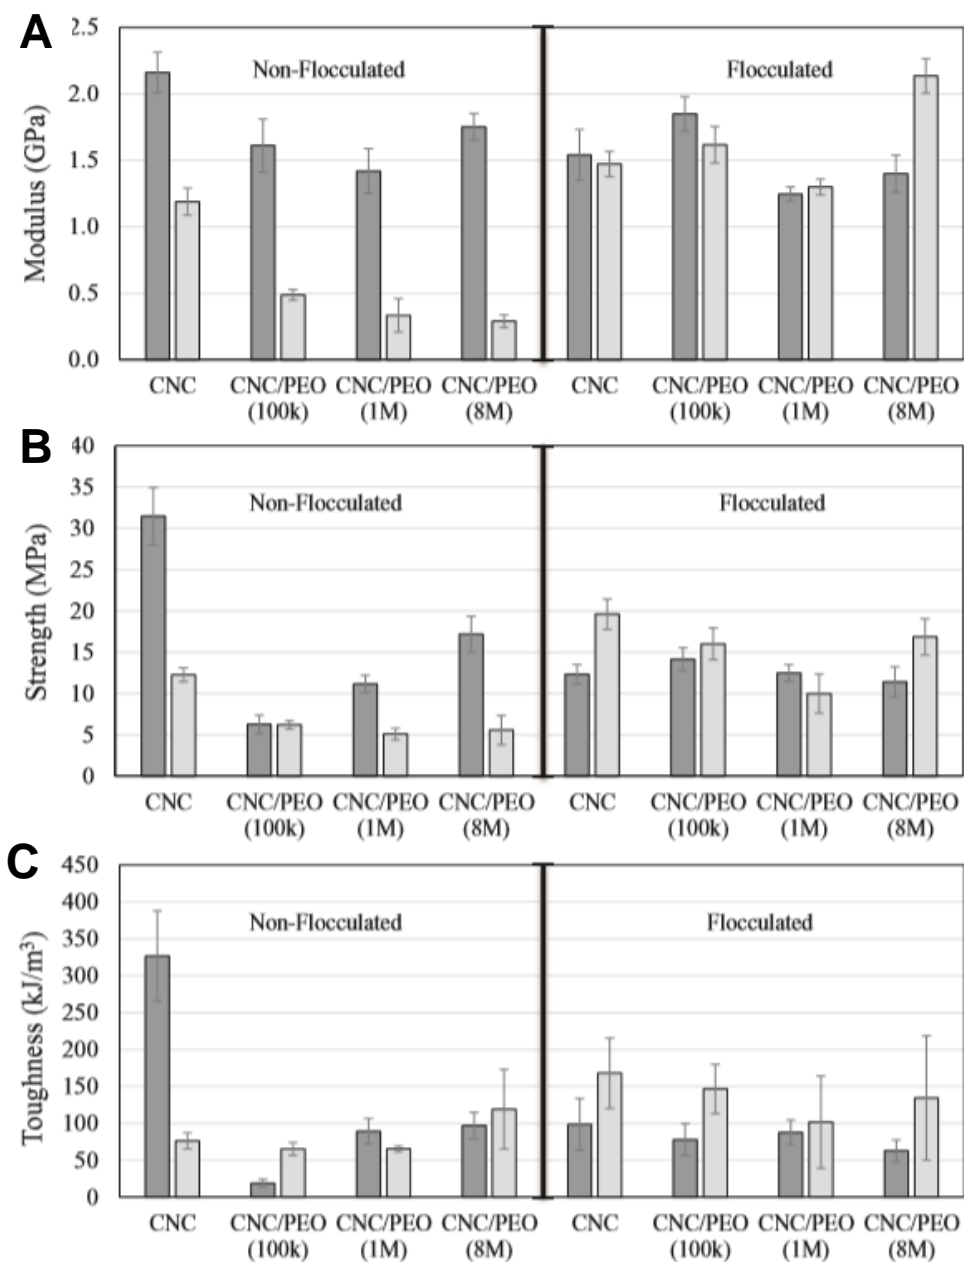 A
Modulus (GPa)
2.5
2.0
1.5
1.0
0.5
0.0
Non-Flocculated
Flocculated
CNC CNC/PEO CNC/PEO CNC/PEO CNC CNC/PEO CNC/PEO CNC/PEO
(100k) (1M) (8M) (100k) (1M) (8M)
B
Strength (MPa)
40
35
30
25
20
15
10
5
0
Non-Flocculated
Flocculated
CNC CNC/PEO CNC/PEO CNC/PEO CNC CNC/PEO CNC/PEO CNC/PEO
(100k) (1M) (8M) (100k) (1M) (8M)
C
Toughness (kJ/m³)
450
400
350
300
250
200
150
100
50
0
Non-Flocculated
Flocculated
CNC CNC/PEO CNC/PEO CNC/PEO CNC CNC/PEO CNC/PEO CNC/PEO
(100k) (1M) (8M) (100k) (1M) (8M)